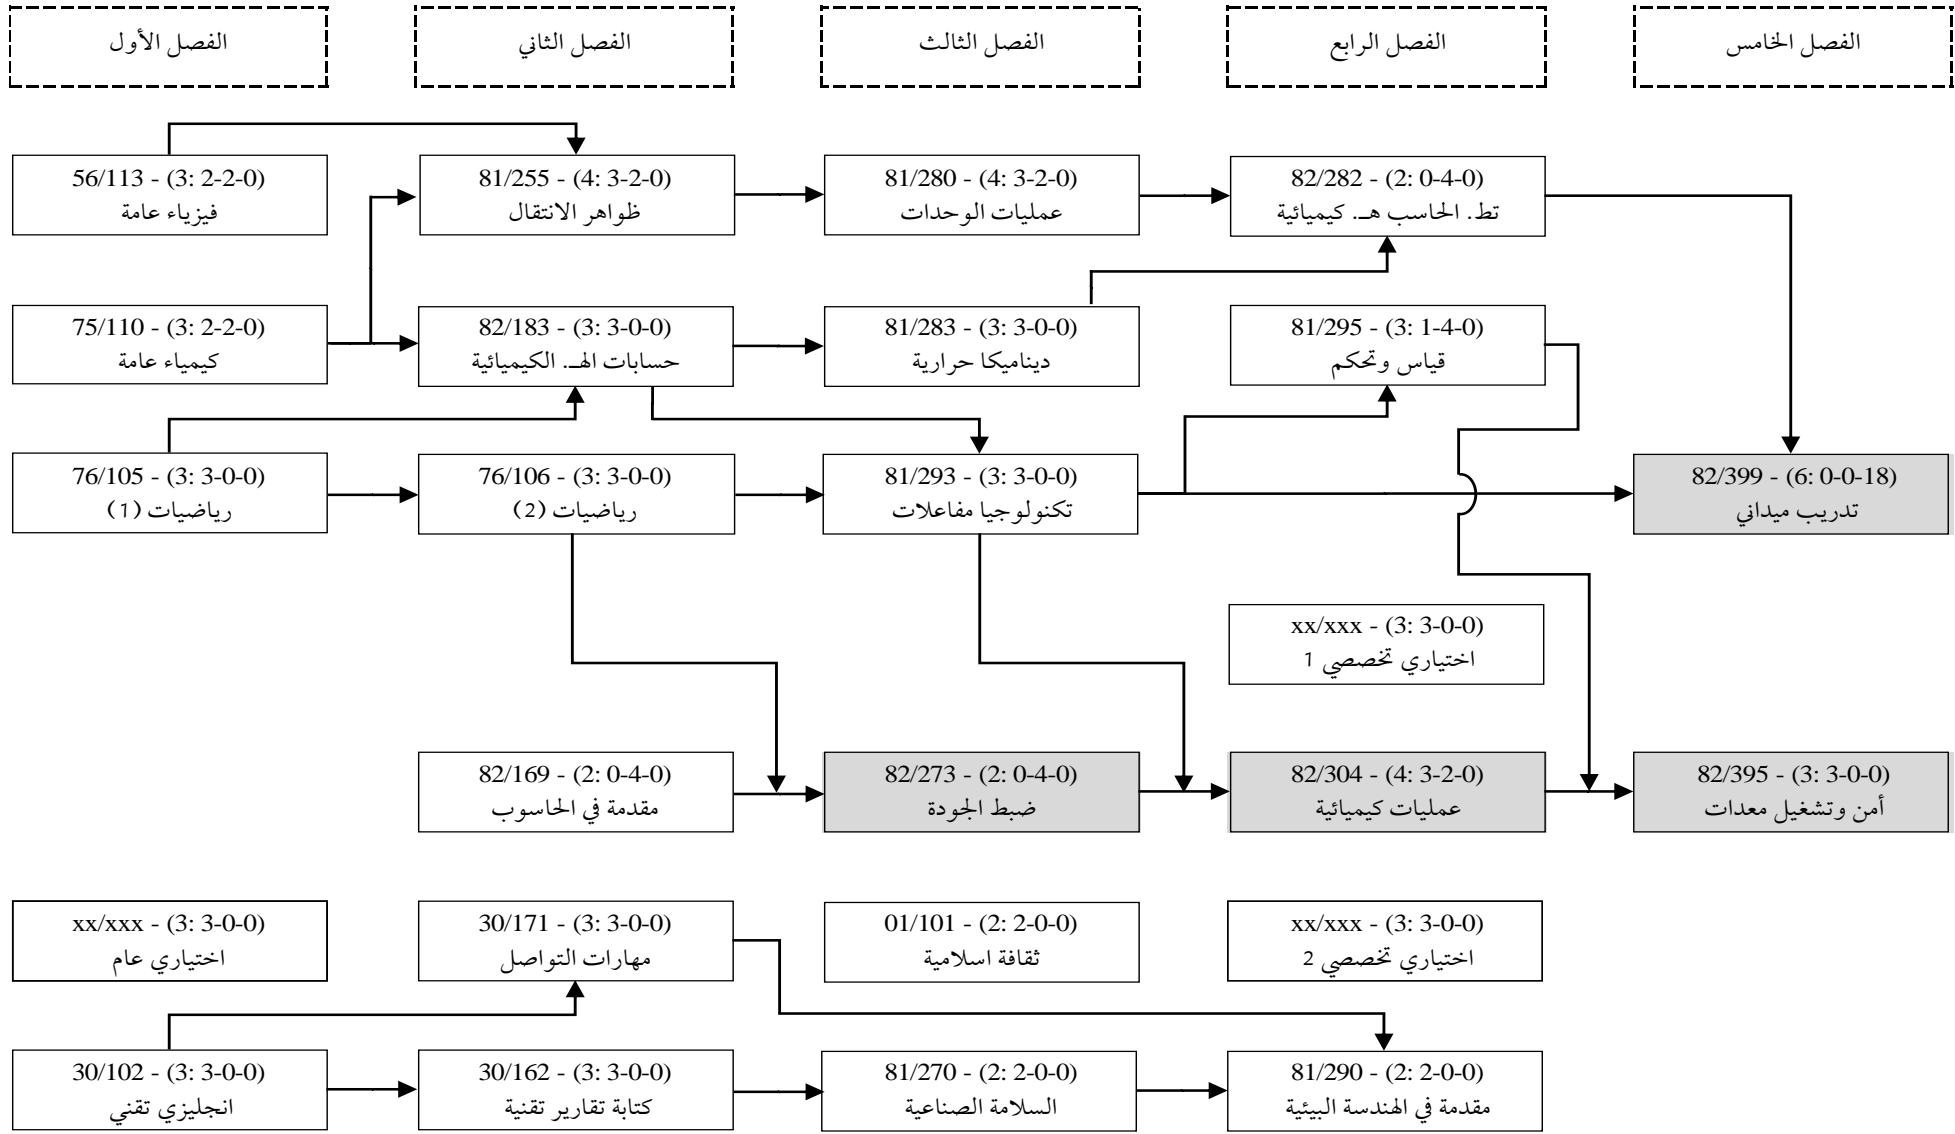 الفصل الأول
الفصل الثاني
الفصل الثالث
الفصل الرابع
الفصل الخامس
56/113 - (3: 2-2-0)
فيزياء عامة
81/255 - (4: 3-2-0)
ظواهر الانتقال
81/280 - (4: 3-2-0)
عمليات الوحدات
82/282 - (2: 0-4-0)
تط. الحاسب هـ. كيميائية
75/110 - (3: 2-2-0)
كيمياء عامة
82/183 - (3: 3-0-0)
حسابات الهـ. الكيميائية
81/283 - (3: 3-0-0)
ديناميكا حرارية
81/295 - (3: 1-4-0)
قياس وتحكم
76/105 - (3: 3-0-0)
رياضيات (1)
76/106 - (3: 3-0-0)
رياضيات (2)
81/293 - (3: 3-0-0)
تكنولوجيا مفاعلات
82/399 - (6: 0-0-18)
تدريب ميداني
xx/xxx - (3: 3-0-0)
اختياري تخصصي 1
82/169 - (2: 0-4-0)
مقدمة في الحاسوب
82/273 - (2: 0-4-0)
ضبط الجودة
82/304 - (4: 3-2-0)
عمليات كيميائية
82/395 - (3: 3-0-0)
أمن وتشغيل معدات
xx/xxx - (3: 3-0-0)
اختياري عام
30/171 - (3: 3-0-0)
مهارات التواصل
01/101 - (2: 2-0-0)
ثقافة اسلامية
xx/xxx - (3: 3-0-0)
اختياري تخصصي 2
30/102 - (3: 3-0-0)
انجليزي تقني
30/162 - (3: 3-0-0)
كتابة تقارير تقنية
81/270 - (2: 2-0-0)
السلامة الصناعية
81/290 - (2: 2-0-0)
مقدمة في الهندسة البيئية